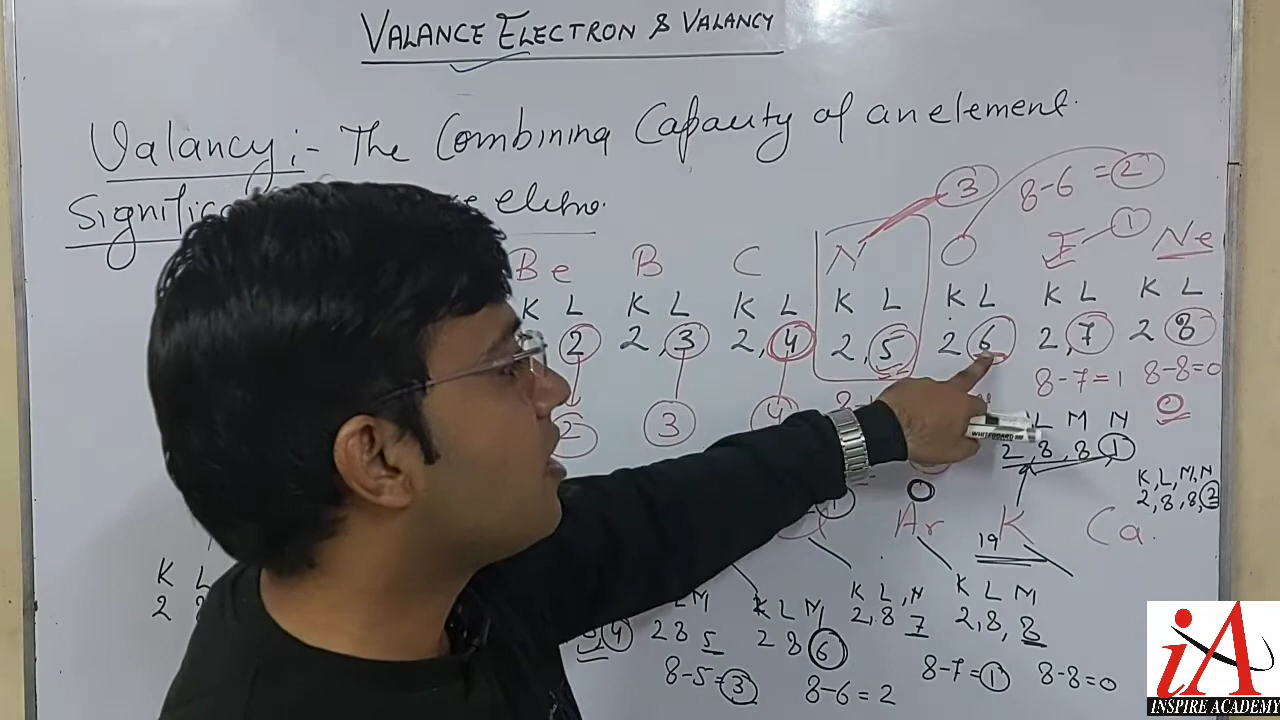 VALANCE ELECTRON & VALANCY
Valancy :- The Combining Capacity of an element
8-6 = 2
3
1
Be B C N O F Ne
K L K L K L K L K L K L K L
2 2, 3 2, 4 2, 5 2 6 2, 7 2 8
8-7=1 8-8=0
2 3 4
L M N
2, 8, 8, 1
K, L, M, N
2, 8, 8, 2
Ar 19 K Ca.
K L M K L M K L, M K L M
2 8 5 2 8 6 2, 8 7 2, 8, 8
8-5=3 8-6=2 8-7=1 8-8=0
WHITEBOARD
iA
INSPIRE ACADEMY